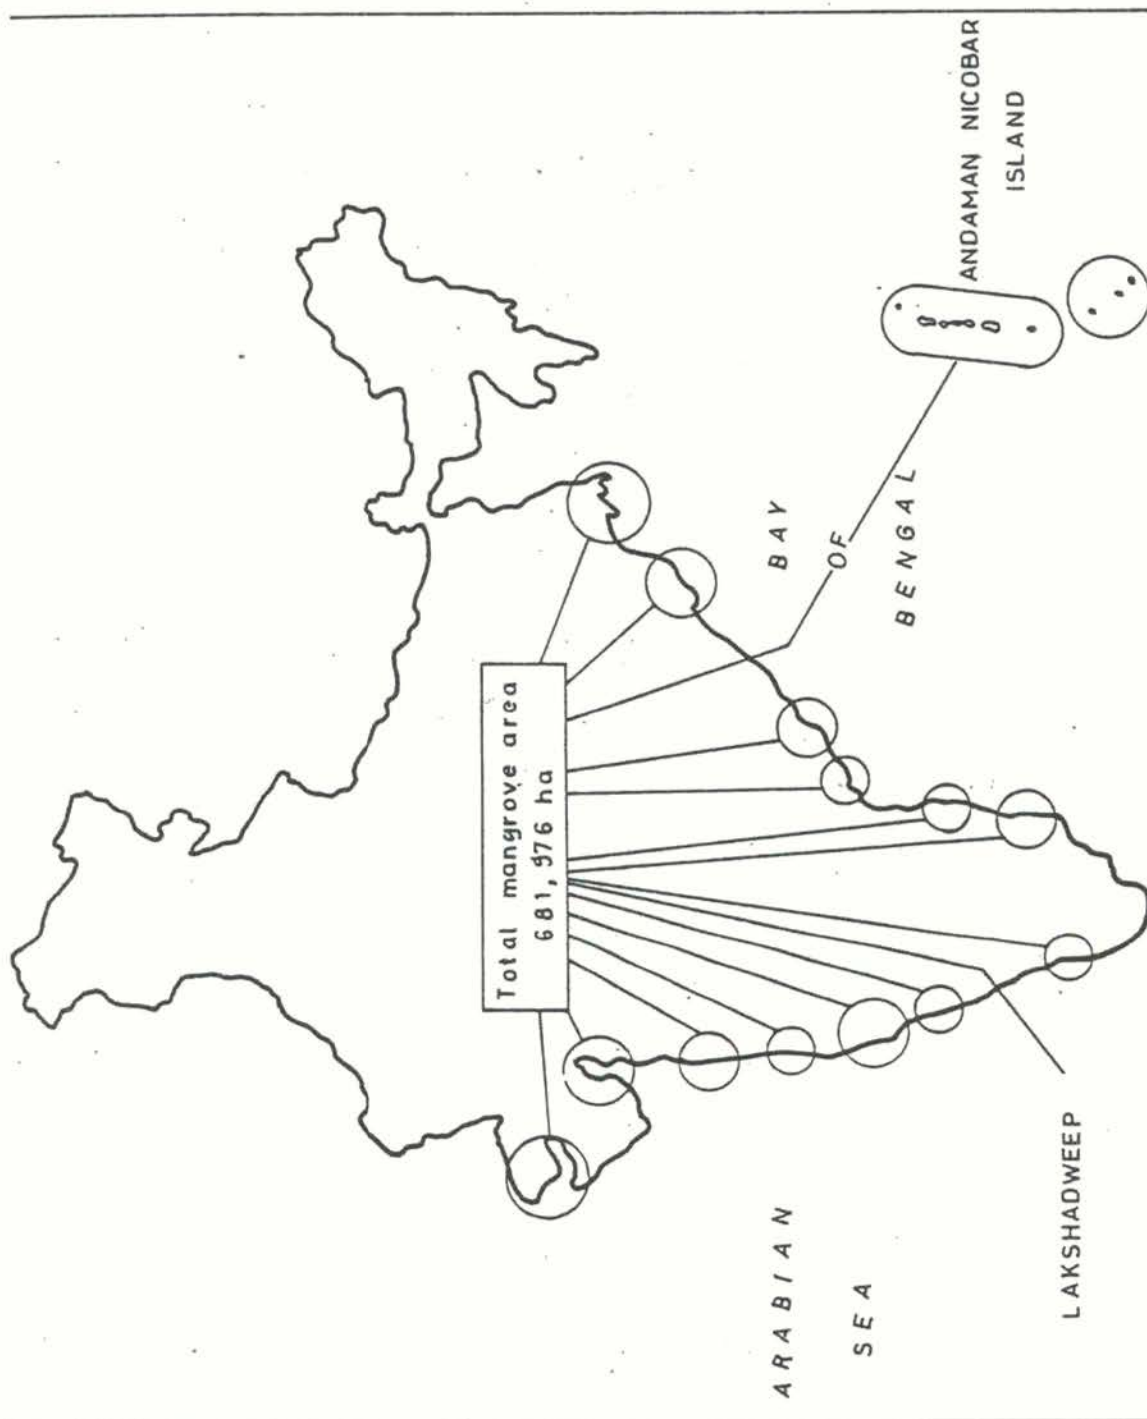 Total mangrove area
681,976 ha
BAY
OF
BENGAL
ANDAMAN NICOBAR
ISLAND
ARABIAN
SEA
LAKSHADWEEP